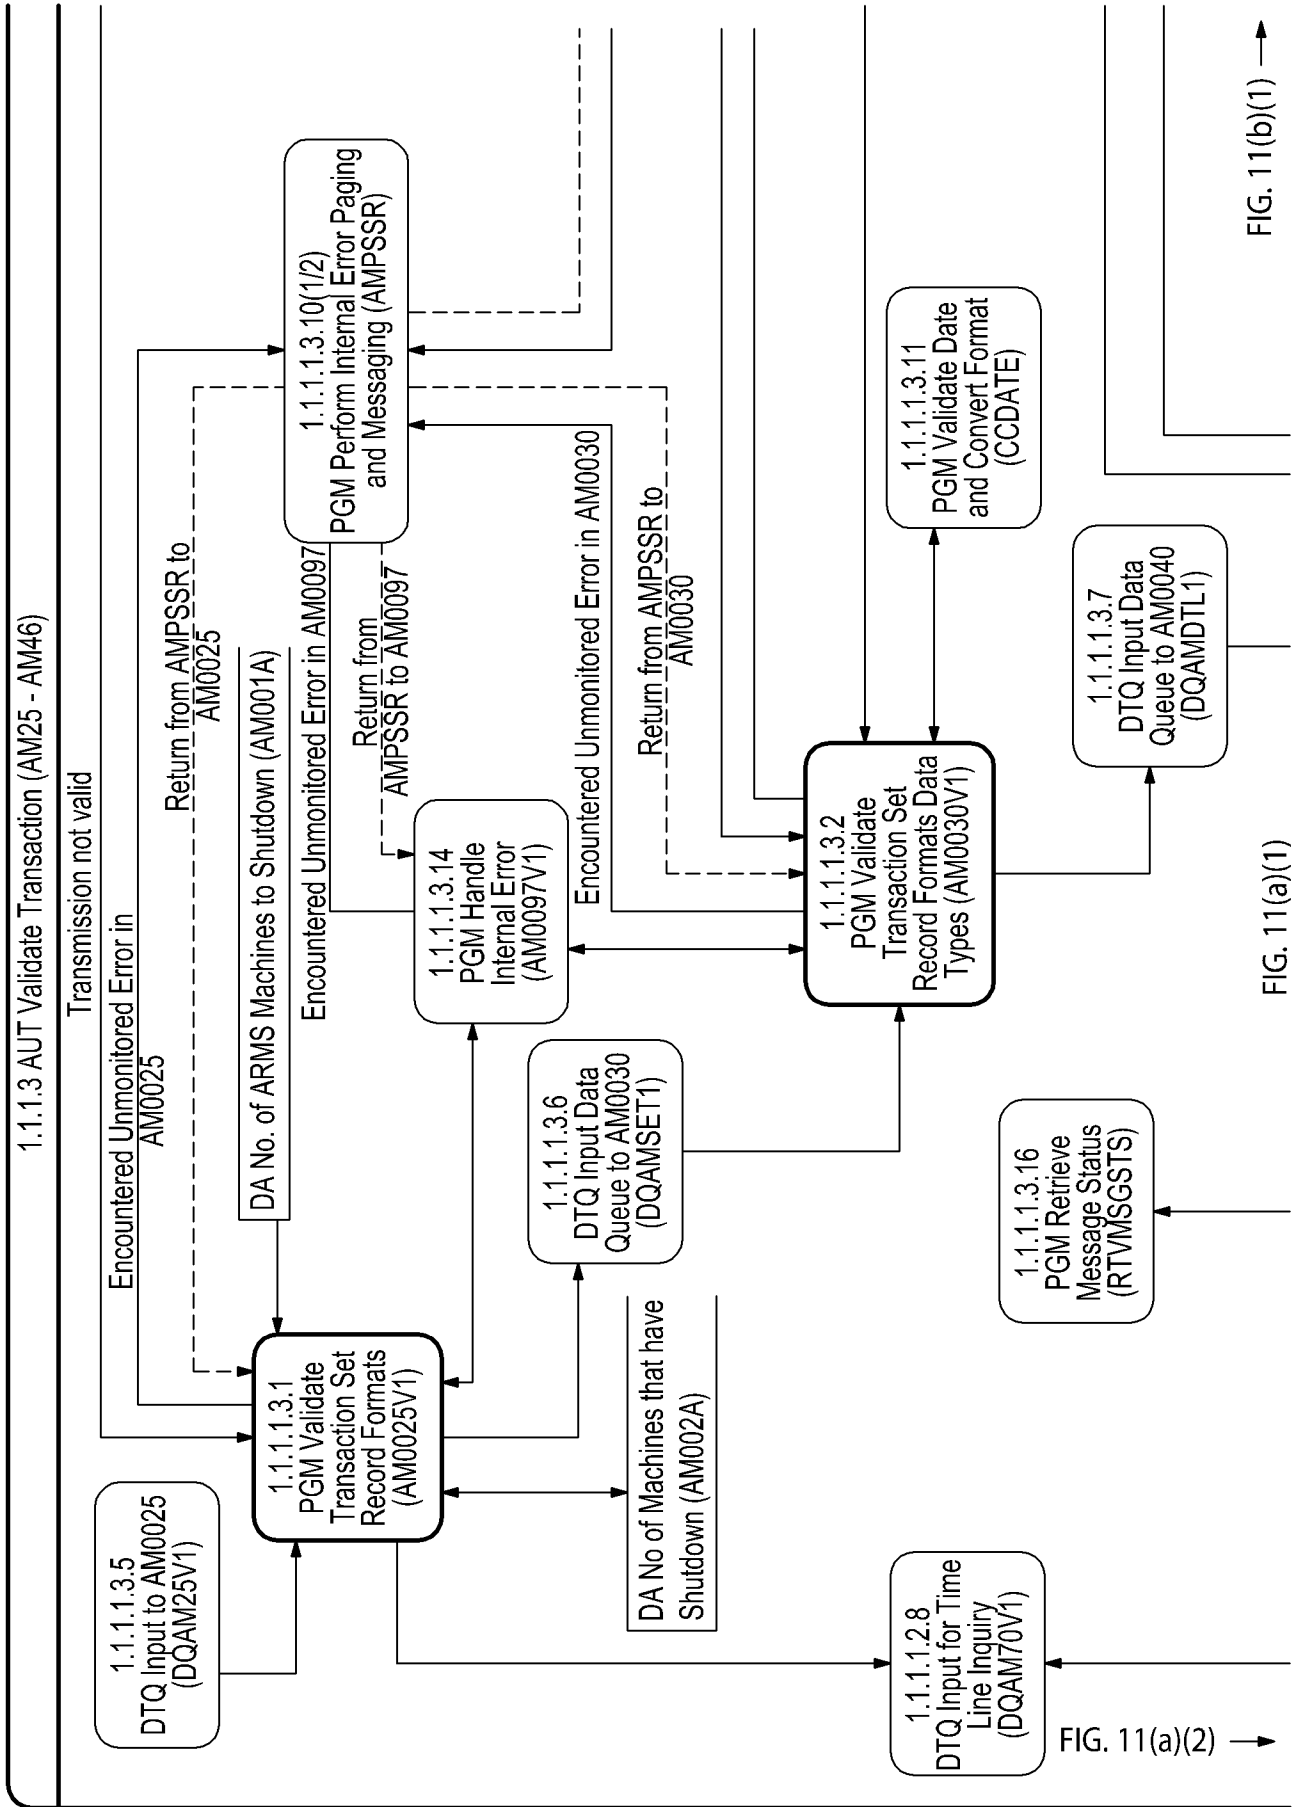 1.1.1.3 AUT Validate Transaction (AM25 - AM46)
Transmission not valid
Encountered Unmonitored Error in
AM0025
Return from AMPSSR to
AM0025
1.1.1.1.3.5
DTQ Input to AM0025
(DQAM25V1)
DA No. of ARMS Machines to Shutdown (AM001A)
1.1.1.1.3.10(1/2)
PGM Perform Internal Error Paging
and Messaging (AMPSSR)
1.1.1.1.3.1
PGM Validate
Transaction Set
Record Formats
(AM0025V1)
Encountered Unmonitored Error in AM0097
Return from
AMPSSR to AM0097
1.1.1.1.3.14
PGM Handle
Internal Error
(AM0097V1)
1.1.1.1.3.6
DTQ Input Data
Queue to AM0030
(DQAMSET1)
Encountered Unmonitored Error in AM0030
Return from AMPSSR to
AM0030
DA No of Machines that have
Shutdown (AM002A)
1.1.1.1.3.2
PGM Validate
Transaction Set
Record Formats Data
Types (AM0030V1)
1.1.1.1.3.11
PGM Validate Date
and Convert Format
(CCDATE)
1.1.1.1.2.8
DTQ Input for Time
Line Inquiry
(DQAM70V1)
1.1.1.1.3.16
PGM Retrieve
Message Status
(RTVMSGSTS)
1.1.1.1.3.7
DTQ Input Data
Queue to AM0040
(DQAMDTL1)
FIG. 11(a)(2)
FIG. 11(b)(1)
FIG. 11(a)(1)